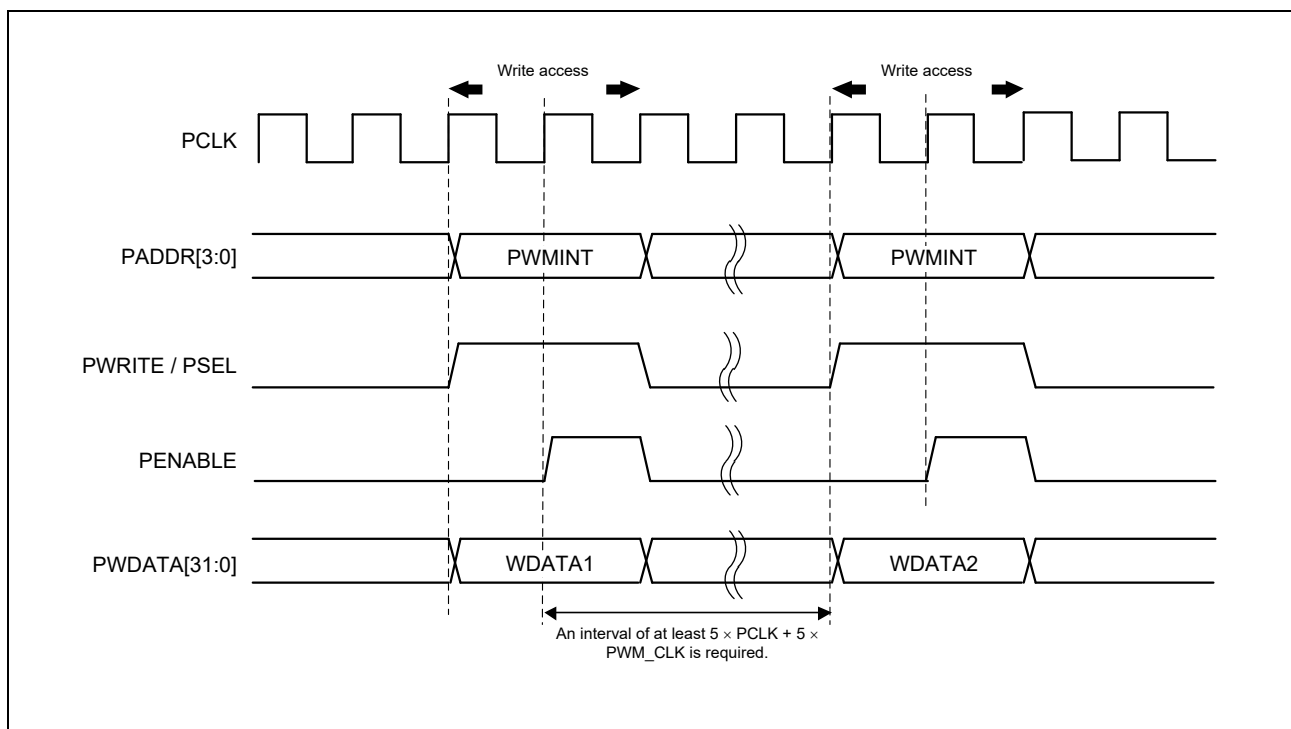 Write access
Write access
PCLK
PADDR[3:0]
PWMINT
PWMINT
PWRITE / PSEL
PENABLE
PWDATA[31:0]
WDATA1
WDATA2
An interval of at least 5 × PCLK + 5 ×
PWM_CLK is required.